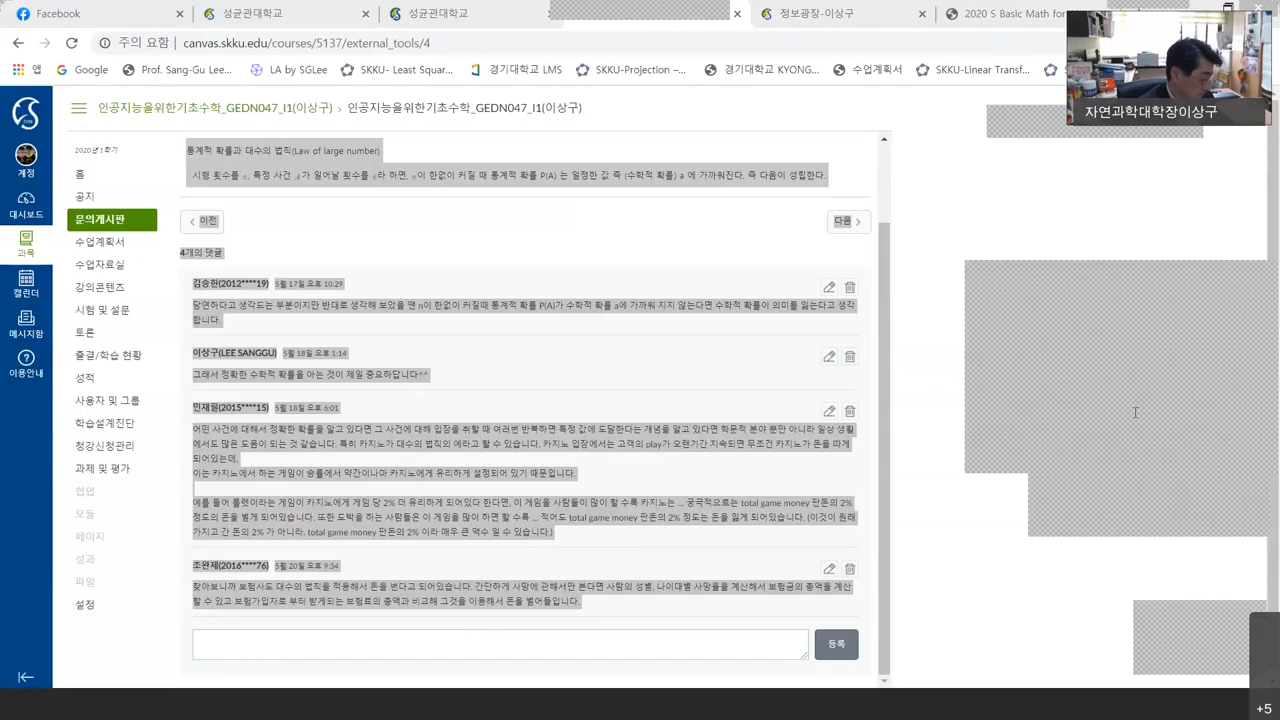 Facebook
성균관대학교
성균관대학교
정보광장-이상구
2020 S Basic Math for
주의 요함
canvas.skku.edu/courses/5137/external_tools/4
앱
Google
Prof. Sang-Gu Lee...
LA by SGLee
SKKU- Least Squar...
경기대학교 LMS
SKKU-Projection –...
경기대학교 KYONG...
수업계획서
SKKU-Linear Transf...
자연과학대학장이상구
인공지능을위한기초수학_GEDN047_I1(이상구) › 인공지능을위한기초수학_GEDN047_I1(이상구)
계정
대시보드
과목
캘린더
메시지함
이용안내
2020년 1학기
홈
공지
문의게시판
수업계획서
수업자료실
강의콘텐츠
시험 및 설문
토론
출결/학습 현황
성적
사용자 및 그룹
학습설계진단
청강신청관리
과제 및 평가
협업
모듈
페이지
성과
파일
설정
통계적 확률과 대수의 법칙(Law of large number)
시행 횟수를 n, 특정 사건 A가 일어날 횟수를 라 하면, n이 한없이 커질 때 통계적 확률 P(A) 는 일정한 값 즉 (수학적 확률) a 에 가까워진다. 즉 다음이 성립한다.
이전
다음
4개의 댓글
김승한(2012****19) 5월 17일 오후 10:29
당연하다고 생각드는 부분이지만 반대로 생각해 보았을 땐 n이 한없이 커질때 통계적 확률 P(A)가 수학적 확률 a에 가까워 지지 않는다면 수학적 확률이 의미를 잃는다고 생각
합니다.
이상구(LEE SANGGU) 5월 18일 오후 1:14
그래서 정확한 수학적 확률을 아는 것이 제일 중요하답니다^^
민재필(2015****15) 5월 18일 오후 6:01
어떤 사건에 대해서 정확한 확률을 알고 있다면 그 사건에 대해 입장을 취할 때 여러번 반복하면 특정 값에 도달한다는 개념을 알고 있다면 학문적 분야 뿐만 아니라 일상 생활
에서도 많은 도움이 되는 것 같습니다. 특히 카지노가 대수의 법칙의 예라고 할 수 있습니다. 카지노 입장에서는 고객의 play가 오랜기간 지속되면 무조건 카지노가 돈을 따게
되어있는데,
이는 카지노에서 하는 게임이 승률에서 약간이나마 카지노에게 유리하게 설정되어 있기 때문입니다.
예를 들어 룰렛이라는 게임이 카지노에게 게임 당 2% 더 유리하게 되어있다 한다면, 이 게임을 사람들이 많이 할 수록 카지노는 ... 궁극적으로는 total game money 판돈의 2%
정도의 돈을 벌게 되어있습니다. 또한 도박을 하는 사람들은 이 게임을 많이 하면 할 수록 ... 적어도 total game money 판돈의 2% 정도는 돈을 잃게 되어있습니다. (이것이 원래
가지고 간 돈의 2% 가 아니라. total game money 판돈의 2% 이라 매우 큰 액수 일 수 있습니다.)
조완제(2016****76) 5월 20일 오후 9:34
찾아보니까 보험사도 대수의 법칙을 적용해서 돈을 번다고 되어있습니다. 간단하게 사망에 관해서만 본다면 사람의 성별, 나이대별 사망율을 계산해서 보험금의 총액을 계산
할 수 있고 보험가입자로 부터 받게되는 보험료의 총액과 비교해 그것을 이용해서 돈을 벌어들입니다.
등록
+5